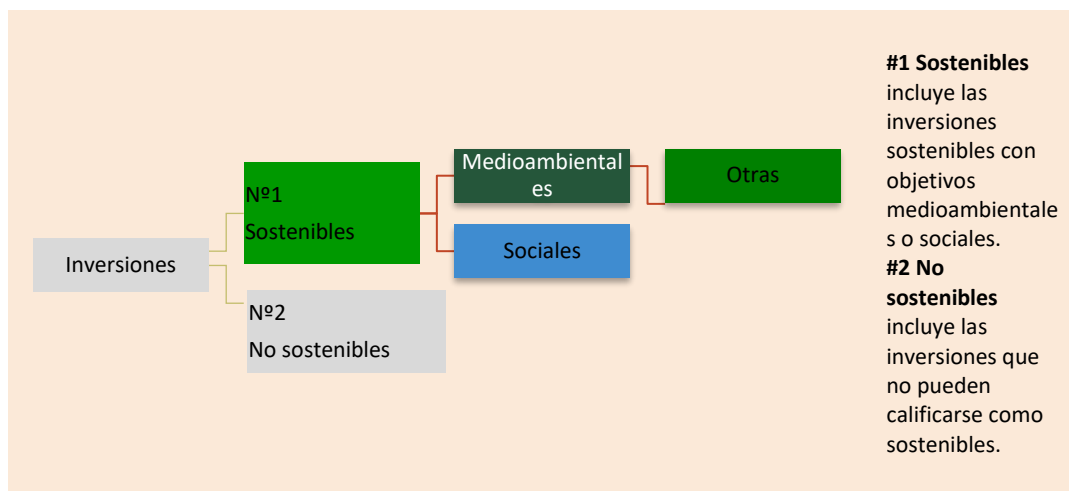 Inversiones
Nº1
Sostenibles
Nº2
No sostenibles
Medioambiental
es
Sociales
Otras
#1 Sostenibles
incluye las
inversiones
sostenibles con
objetivos
medioambientale
s o sociales.
#2 No
sostenibles
incluye las
inversiones que
no pueden
calificarse como
sostenibles.